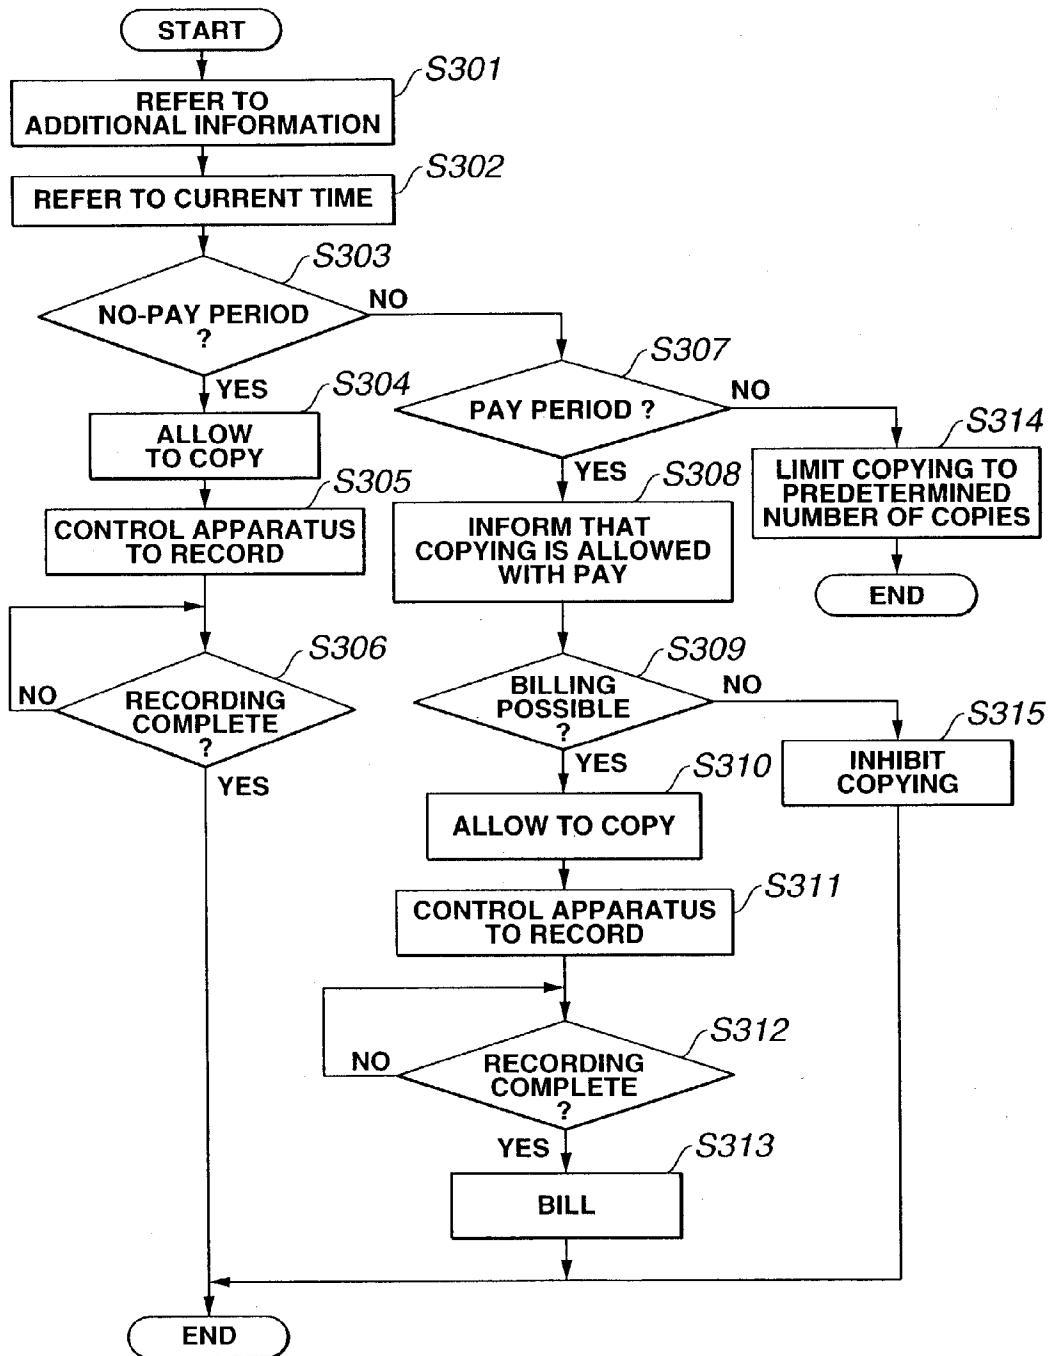 START
S301
REFER TO
ADDITIONAL INFORMATION
S302
REFER TO CURRENT TIME
S303
NO-PAY PERIOD
?
NO
YES
S304
ALLOW
TO COPY
S305
CONTROL APPARATUS
TO RECORD
S306
NO
RECORDING
COMPLETE
?
YES
S307
PAY PERIOD ?
NO
YES
S308
INFORM THAT
COPYING IS ALLOWED
WITH PAY
S314
LIMIT COPYING TO
PREDETERMINED
NUMBER OF COPIES
END
S309
BILLING
POSSIBLE
?
NO
YES
S315
INHIBIT
COPYING
S310
ALLOW TO COPY
S311
CONTROL APPARATUS
TO RECORD
S312
NO
RECORDING
COMPLETE
?
YES
S313
BILL
END